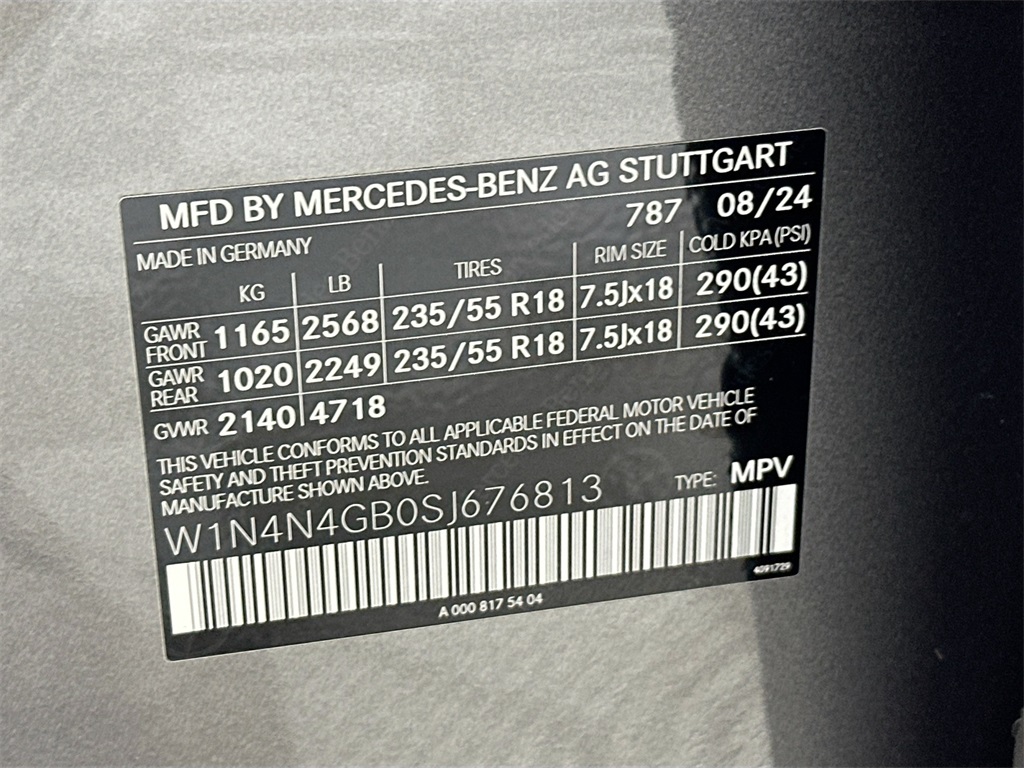 MFD BY MERCEDES-BENZ AG STUTTGART
MADE IN GERMANY 787 08/24
KG LB TIRES RIM SIZE COLD KPA (PSI)
GAWR FRONT 1165 2568 235/55 R18 7.5Jx18 290(43)
GAWR REAR 1020 2249 235/55 R18 7.5Jx18 290(43)
GVWR 2140 4718
THIS VEHICLE CONFORMS TO ALL APPLICABLE FEDERAL MOTOR VEHICLE
SAFETY AND THEFT PREVENTION STANDARDS IN EFFECT ON THE DATE OF
MANUFACTURE SHOWN ABOVE.
W1N4N4GB0SJ676813 TYPE: MPV
4091729
A 000 817 54 04